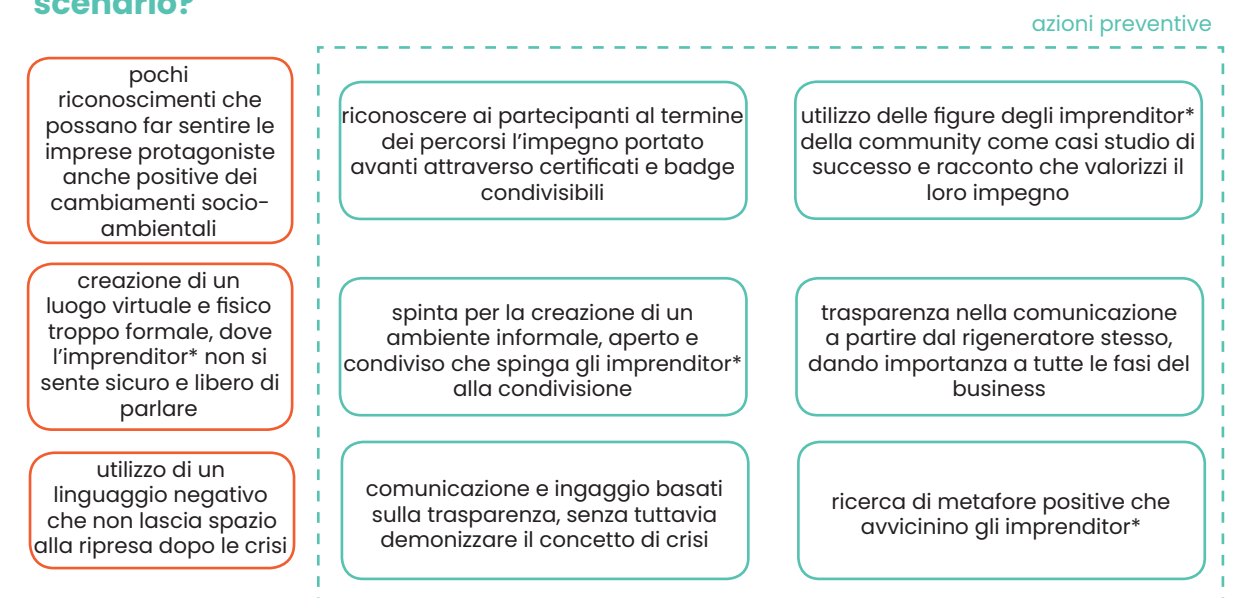 scenario?
azioni preventive
pochi
riconoscimenti che
possano far sentire le
imprese protagoniste
anche positive dei
cambiamenti socio-
ambientali
riconoscere ai partecipanti al termine
dei percorsi l’impegno portato
avanti attraverso certificati e badge
condivisibili
utilizzo delle figure degli imprenditor*
della community come casi studio di
successo e racconto che valorizzi il
loro impegno
creazione di un
luogo virtuale e fisico
troppo formale, dove
l’imprenditor* non si
sente sicuro e libero di
parlare
spinta per la creazione di un
ambiente informale, aperto e
condiviso che spinga gli imprenditor*
alla condivisione
trasparenza nella comunicazione
a partire dal rigeneratore stesso,
dando importanza a tutte le fasi del
business
utilizzo di un
linguaggio negativo
che non lascia spazio
alla ripresa dopo le crisi
comunicazione e ingaggio basati
sulla trasparenza, senza tuttavia
demonizzare il concetto di crisi
ricerca di metafore positive che
avvicinino gli imprenditor*